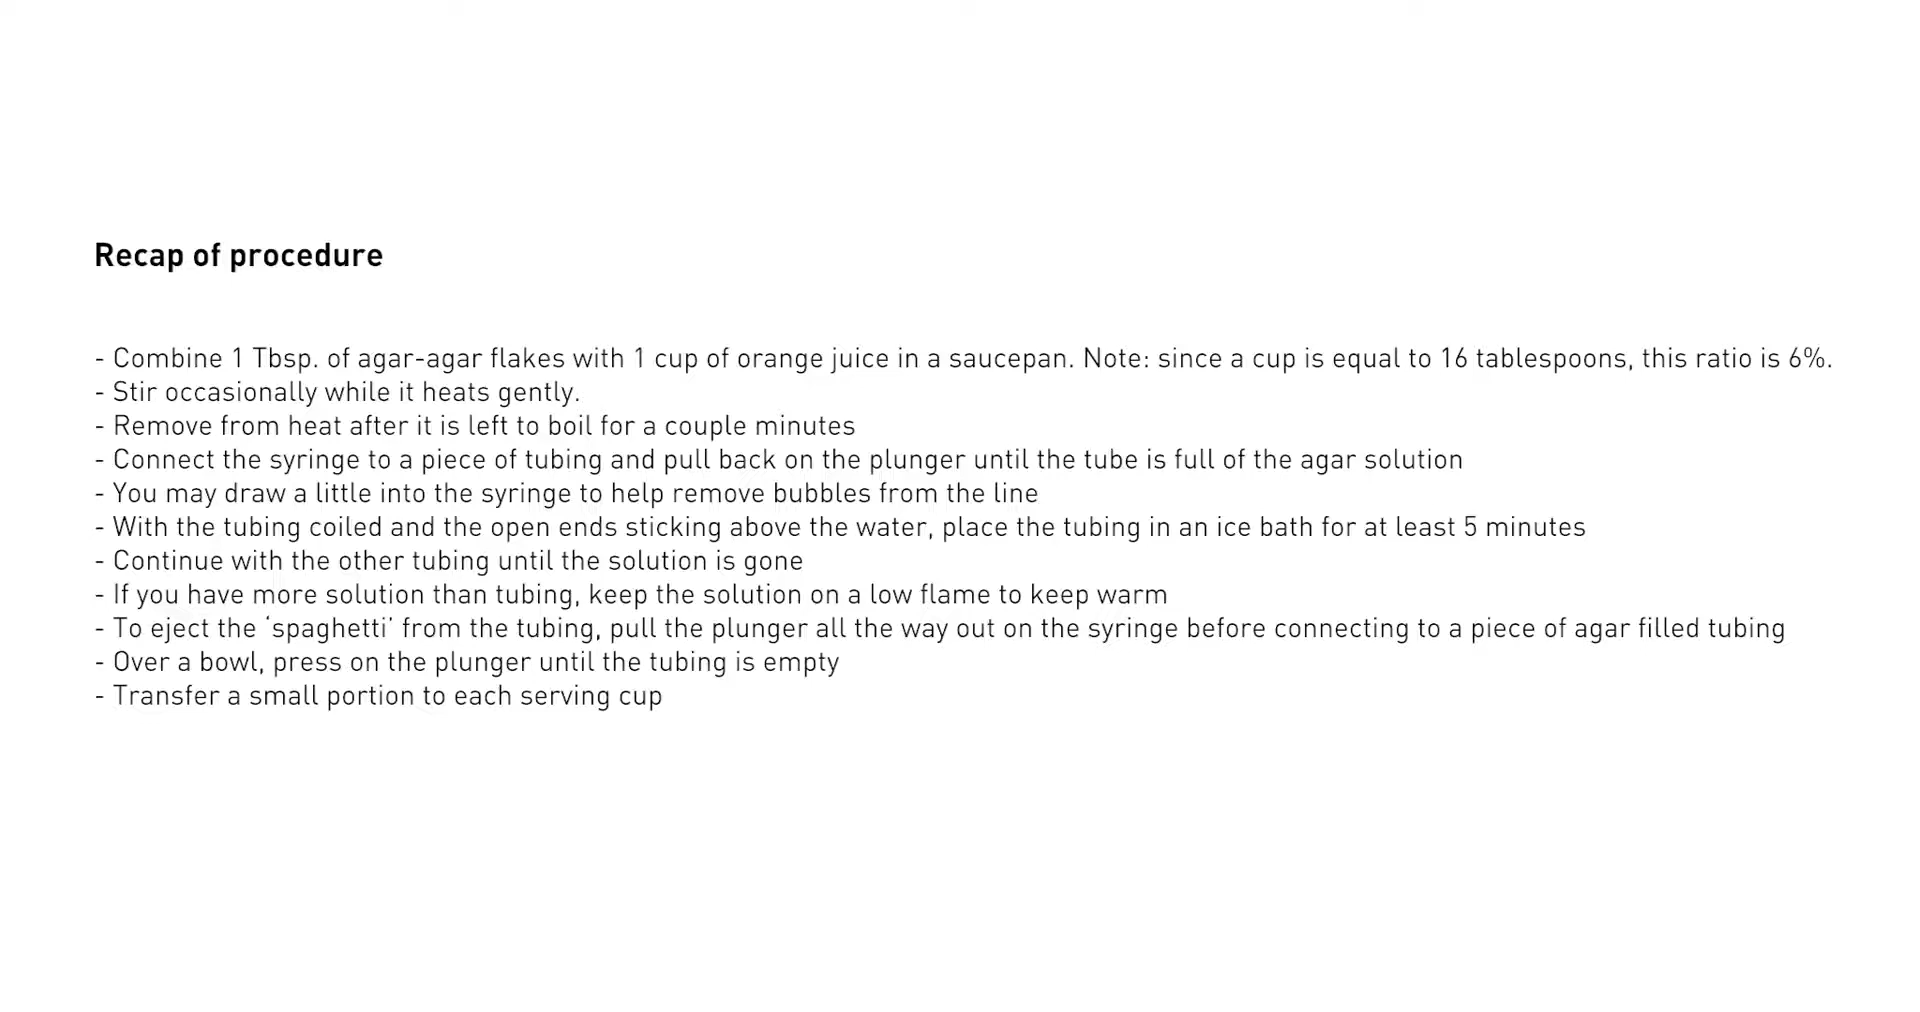 Recap of procedure
- Combine 1 Tbsp. of agar-agar flakes with 1 cup of orange juice in a saucepan. Note: since a cup is equal to 16 tablespoons, this ratio is 6%.
- Stir occasionally while it heats gently.
- Remove from heat after it is left to boil for a couple minutes
- Connect the syringe to a piece of tubing and pull back on the plunger until the tube is full of the agar solution
- You may draw a little into the syringe to help remove bubbles from the line
- With the tubing coiled and the open ends sticking above the water, place the tubing in an ice bath for at least 5 minutes
- Continue with the other tubing until the solution is gone
- If you have more solution than tubing, keep the solution on a low flame to keep warm
- To eject the ‘spaghetti’ from the tubing, pull the plunger all the way out on the syringe before connecting to a piece of agar filled tubing
- Over a bowl, press on the plunger until the tubing is empty
- Transfer a small portion to each serving cup